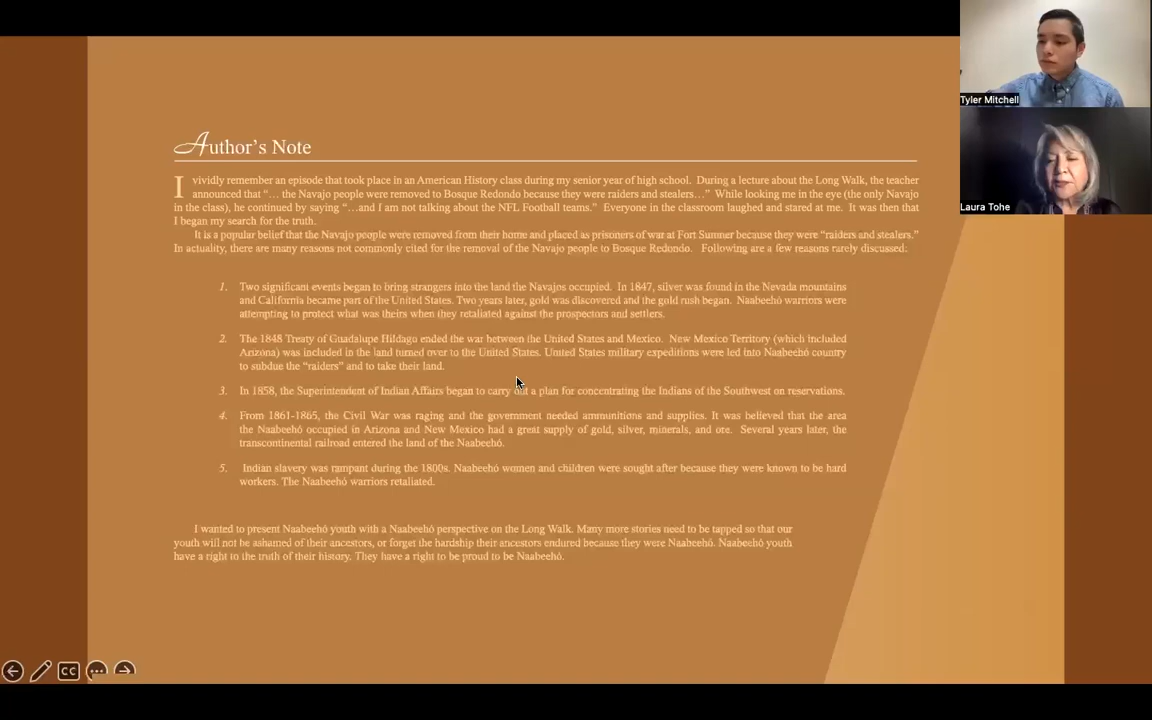 Author's Note
I vividly remember an episode that took place in an American History class during my senior year of high school. During a lecture about the Long Walk, the teacher
announced that "... the Navajo people were removed to Bosque Redondo because they were raiders and stealers..." While looking me in the eye (the only Navajo
in the class), he continued by saying "...and I am not talking about the NFL Football teams." Everyone in the classroom laughed and stared at me. It was then that
I began my search for the truth.
It is a popular belief that the Navajo people were removed from their home and placed as prisoners of war at Fort Sumner because they were "raiders and stealers."
In actuality, there are many reasons not commonly cited for the removal of the Navajo people to Bosque Redondo. Following are a few reasons rarely discussed:
1. Two significant events began to bring strangers into the land the Navajos occupied. In 1847, silver was found in the Nevada mountains
and California became part of the United States. Two years later, gold was discovered and the gold rush began. Naabeehó warriors were
attempting to protect what was theirs when they retaliated against the prospectors and settlers.
2. The 1848 Treaty of Guadalupe Hildago ended the war between the United States and Mexico. New Mexico Territory (which included
Arizona) was included in the land turned over to the United States. United States military expeditions were led into Naabeehó country
to subdue the "raiders" and to take their land.
3. In 1858, the Superintendent of Indian Affairs began to carry out a plan for concentrating the Indians of the Southwest on reservations.
4. From 1861-1865, the Civil War was raging and the government needed ammunitions and supplies. It was believed that the area
the Naabeehó occupied in Arizona and New Mexico had a great supply of gold, silver, minerals, and ore. Several years later, the
transcontinental railroad entered the land of the Naabeehó.
5. Indian slavery was rampant during the 1800s. Naabeehó women and children were sought after because they were known to be hard
workers. The Naabeehó warriors retaliated.
I wanted to present Naabeehó youth with a Naabeehó perspective on the Long Walk. Many more stories need to be tapped so that our
youth will not be ashamed of their ancestors, or forget the hardship their ancestors endured because they were Naabeehó. Naabeehó youth
have a right to the truth of their history. They have a right to be proud to be Naabeehó.
Tyler Mitchell
Laura Tohe
CC